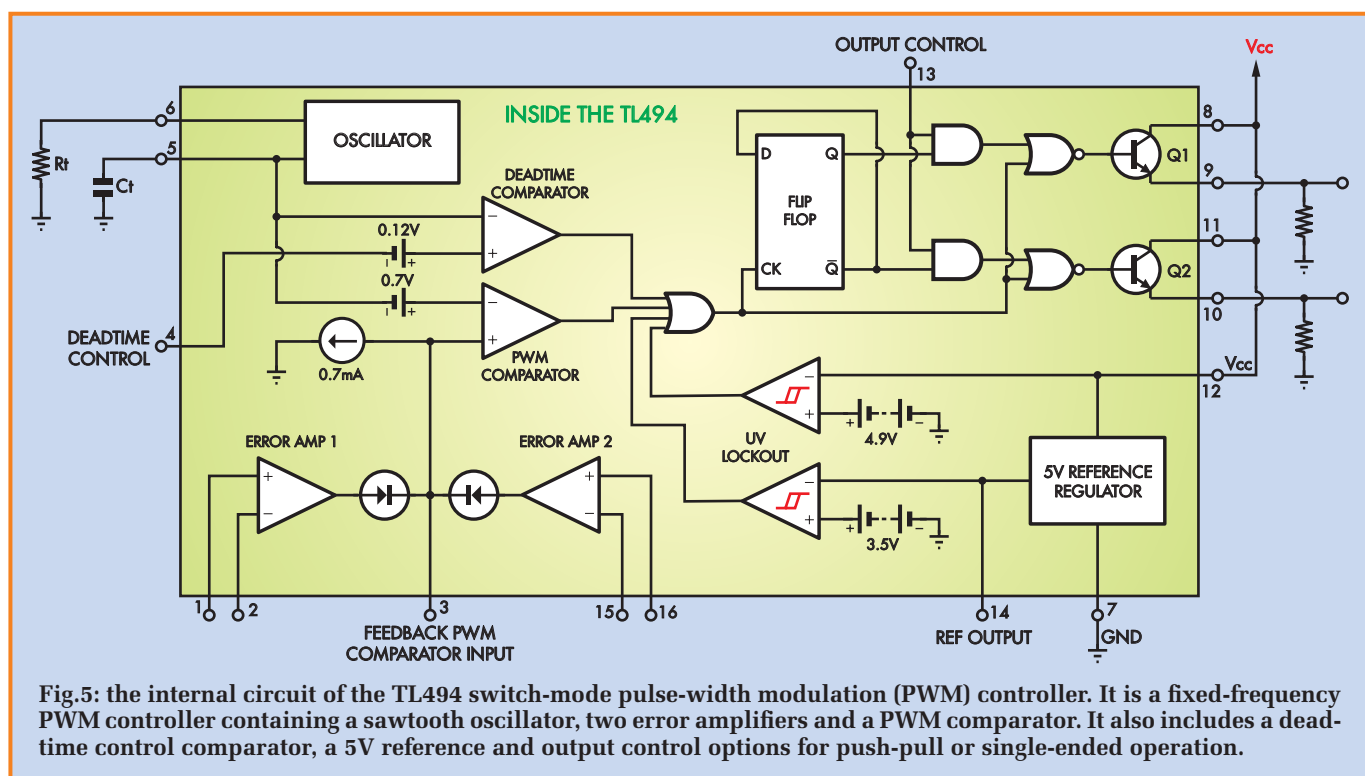 OUTPUT CONTROL
13
Vcc
INSIDE THE TL494
6
OSCILLATOR
5
Rt
Ct
8
Q1
9
D
Q
FLIP
FLOP
CK
Q̅
DEADTIME
COMPARATOR
−
+
0.12V
− +
0.7V
− +
−
+
PWM
COMPARATOR
11
Q2
10
4
DEADTIME
CONTROL
0.7mA
Vcc
12
−
+
+ −
4.9V
UV
LOCKOUT
−
+
+ −
3.5V
5V REFERENCE
REGULATOR
ERROR AMP 1
+
−
ERROR AMP 2
+
−
1
2
3
15
16
14
7
FEEDBACK PWM
COMPARATOR INPUT
REF OUTPUT
GND
Fig.5: the internal circuit of the TL494 switch-mode pulse-width modulation (PWM) controller. It is a fixed-frequency
PWM controller containing a sawtooth oscillator, two error amplifiers and a PWM comparator. It also includes a dead-
time control comparator, a 5V reference and output control options for push-pull or single-ended operation.